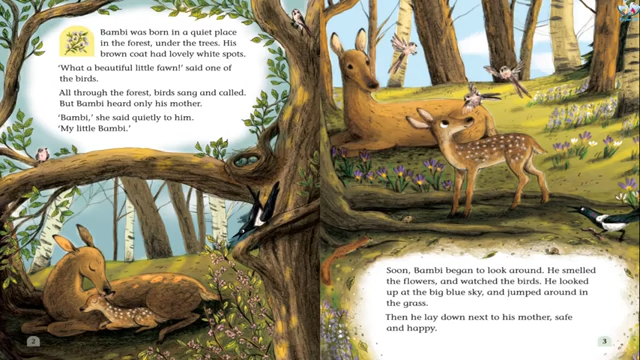 Bambi was born in a quiet place
in the forest, under the trees. His
brown coat had lovely white spots.
‘What a beautiful little fawn!’ said one of
the birds.
All through the forest, birds sang and called.
But Bambi heard only his mother.
‘Bambi,’ she said quietly to him.
‘My little Bambi.’
2
Soon, Bambi began to look around. He smelled
the flowers, and watched the birds. He looked
up at the big blue sky, and jumped around in
the grass.
Then he lay down next to his mother, safe
and happy.
3